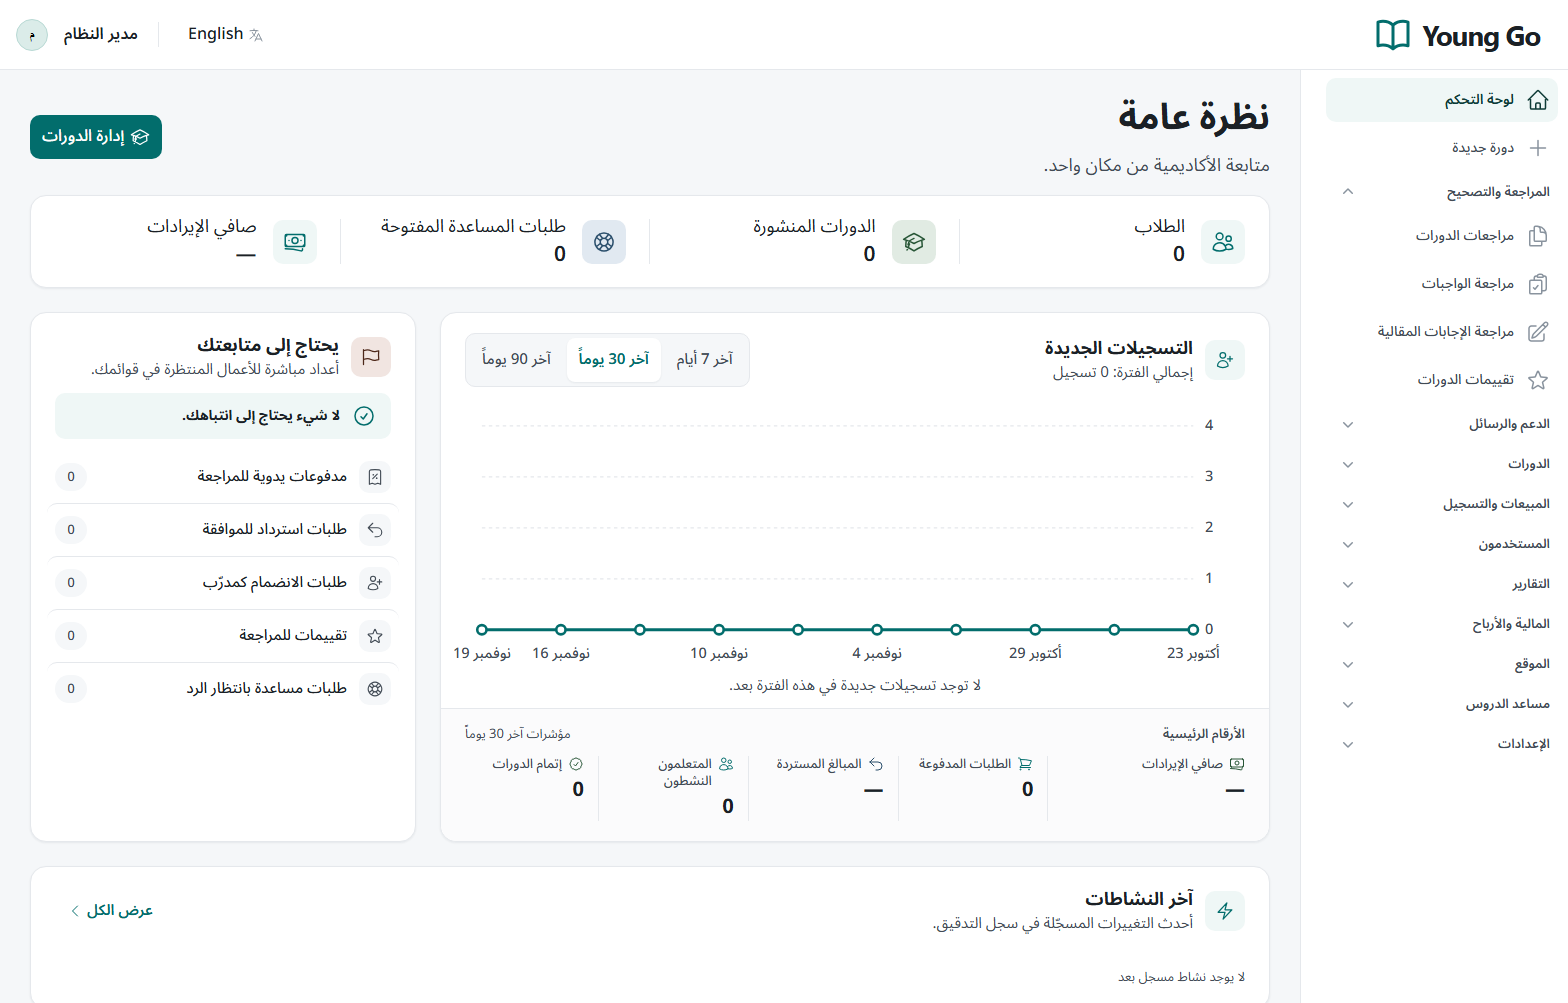 Young Go
English
مدير النظام
م
لوحة التحكم
دورة جديدة
المراجعة والتصحيح
مراجعات الدورات
مراجعة الواجبات
مراجعة الإجابات المقالية
تقييمات الدورات
الدعم والرسائل
الدورات
المبيعات والتسجيل
المستخدمون
التقارير
المالية والأرباح
الموقع
مساعد الدروس
الإعدادات
نظرة عامة
متابعة الأكاديمية من مكان واحد.
إدارة الدورات
الطلاب
0
الدورات المنشورة
0
طلبات المساعدة المفتوحة
0
صافي الإيرادات
—
التسجيلات الجديدة
إجمالي الفترة: 0 تسجيل
آخر 7 أيام
آخر 30 يوماً
آخر 90 يوماً
4
3
2
1
0
23 أكتوبر
29 أكتوبر
4 نوفمبر
10 نوفمبر
16 نوفمبر
19 نوفمبر
لا توجد تسجيلات جديدة في هذه الفترة بعد.
الأرقام الرئيسية
مؤشرات آخر 30 يوماً
صافي الإيرادات
—
الطلبات المدفوعة
0
المبالغ المستردة
—
المتعلمون
النشطون
0
إتمام الدورات
0
يحتاج إلى متابعتك
أعداد مباشرة للأعمال المنتظرة في قوائمك.
لا شيء يحتاج إلى انتباهك.
مدفوعات يدوية للمراجعة
0
طلبات استرداد للموافقة
0
طلبات الانضمام كمدرّب
0
تقييمات للمراجعة
0
طلبات مساعدة بانتظار الرد
0
آخر النشاطات
أحدث التغييرات المسجّلة في سجل التدقيق.
عرض الكل
لا يوجد نشاط مسجل بعد